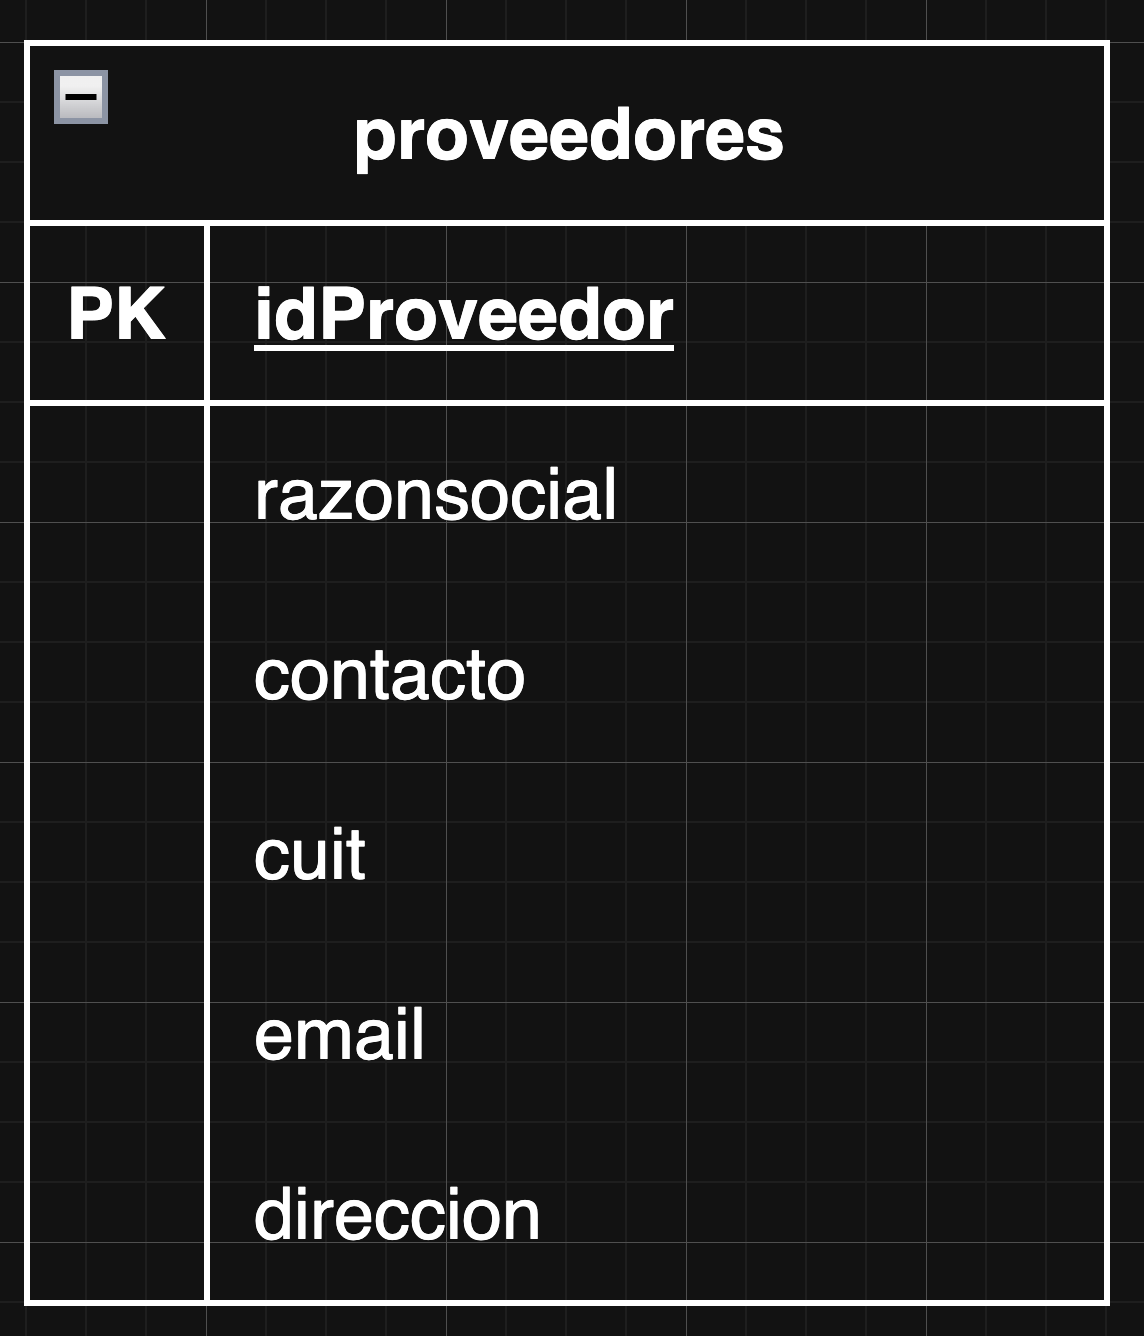 proveedores
PK idProveedor
razonsocial
contacto
cuit
email
direccion